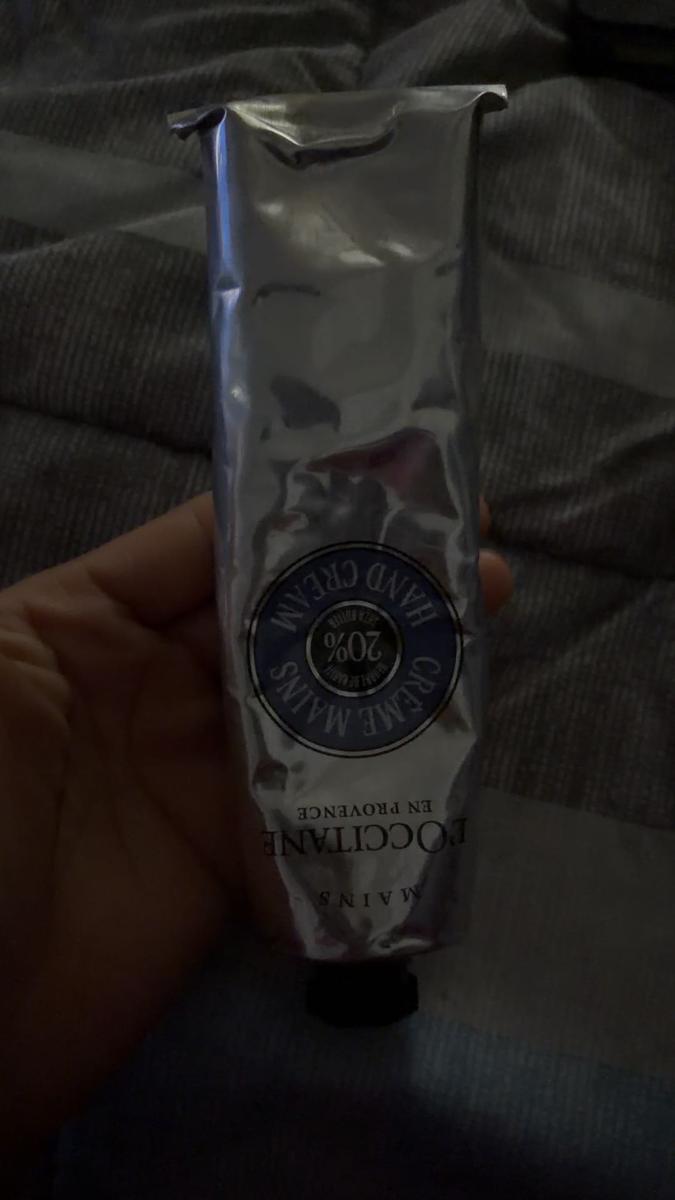 MAINS
L'OCCITANE
EN PROVENCE
CRÈME MAINS
BEURRE DE KARITÉ
20%
SHEA BUTTER
HAND CREAM